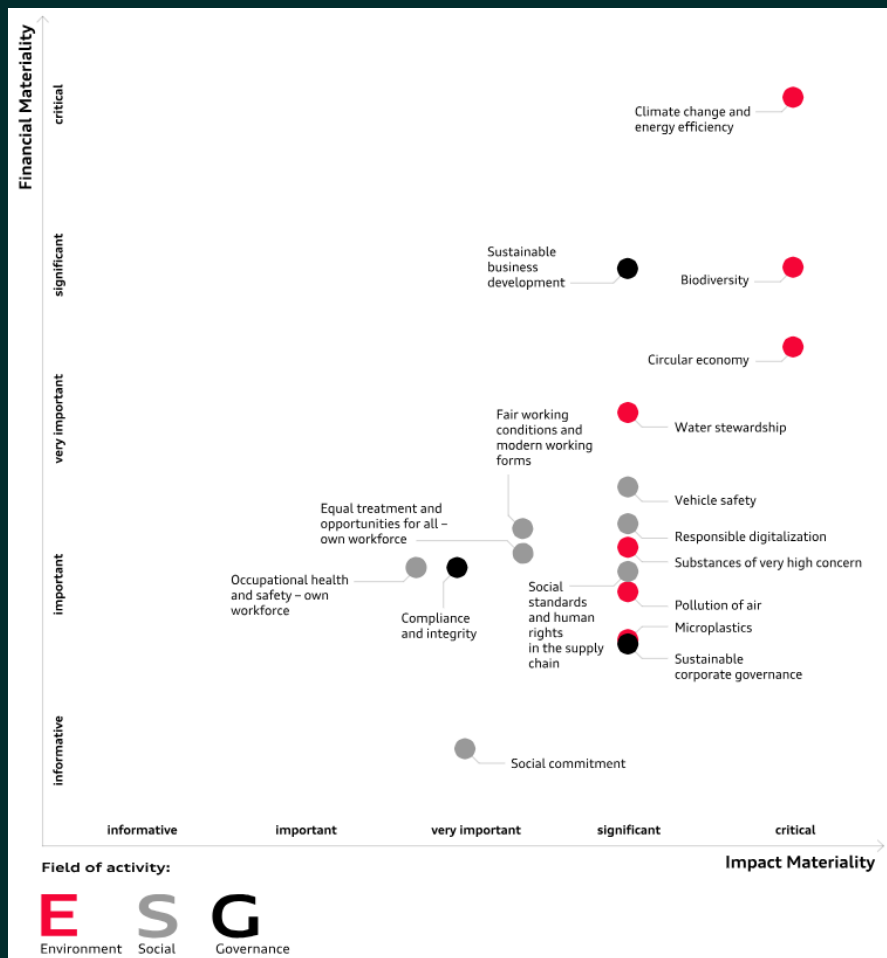 Financial Materiality
critical
significant
very important
important
informative
Climate change and
energy efficiency
Sustainable
business
development
Biodiversity
Circular economy
Fair working
conditions and
modern working
forms
Water stewardship
Vehicle safety
Equal treatment and
opportunities for all –
own workforce
Responsible digitalization
Substances of very high concern
Occupational health
and safety – own
workforce
Compliance
and integrity
Social
standards
and human
rights
in the supply
chain
Pollution of air
Microplastics
Sustainable
corporate governance
Social commitment
informative
important
very important
significant
critical
Impact Materiality
Field of activity:
E
S
G
Environment
Social
Governance